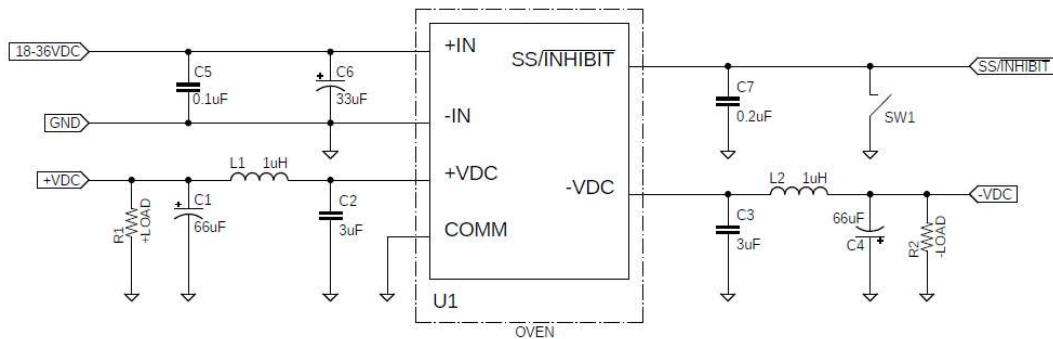 18-36VDC
C5
0.1uF
C6
33uF
GND
+IN
-IN
+VDC
COMM
SS/INHIBIT
-VDC
U1
OVEN
+VDC
R1
+LOAD
C1
66uF
L1 1uH
C2
3uF
SS/INHIBIT
C7
0.2uF
SW1
L2 1uH
-VDC
C3
3uF
66uF
C4
R2
-LOAD